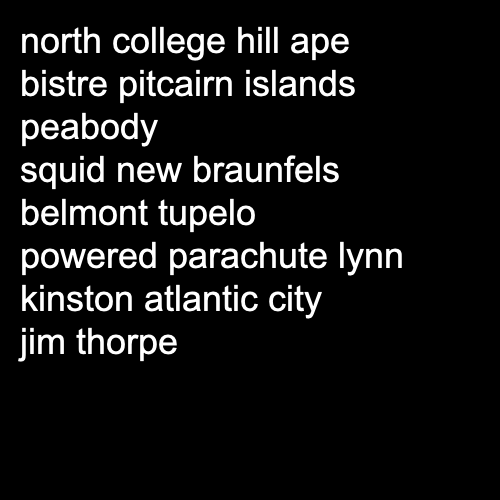 north college hill ape
bistre pitcairn islands
peabody
squid new braunfels
belmont tupelo
powered parachute lynn
kinston atlantic city
jim thorpe